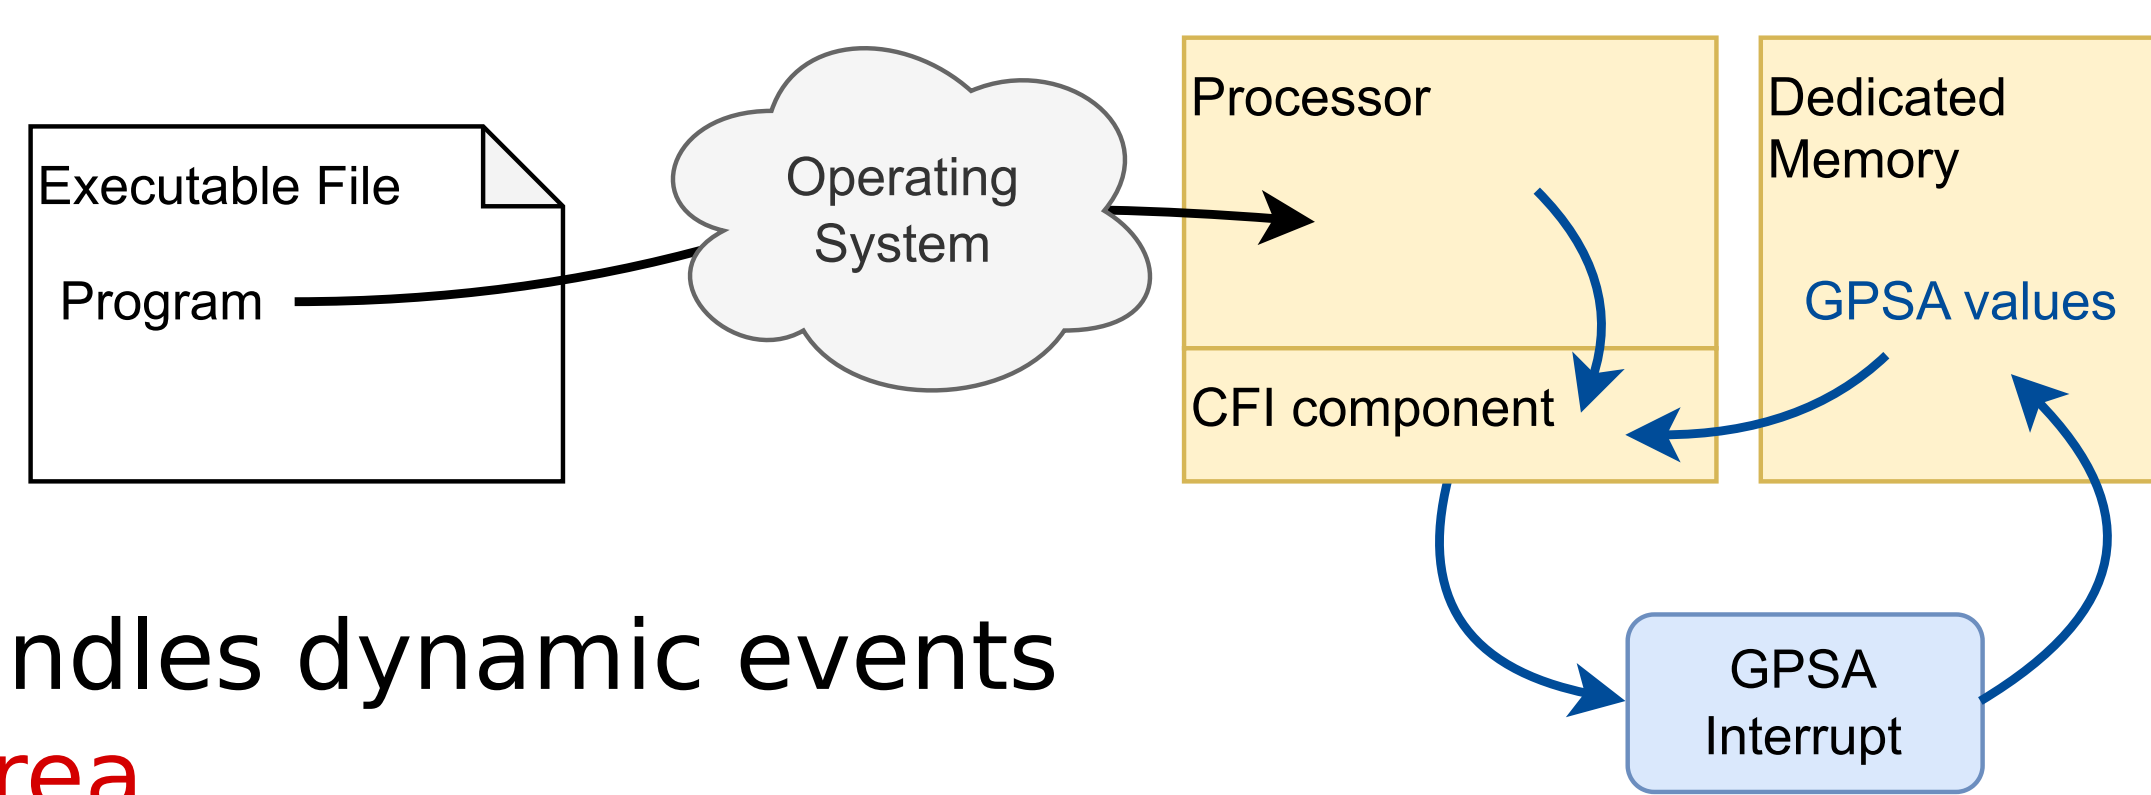 Executable File
Program
Operating
System
Processor
CFI component
Dedicated
Memory
GPSA values
GPSA
Interrupt
ndles dynamic events
rea